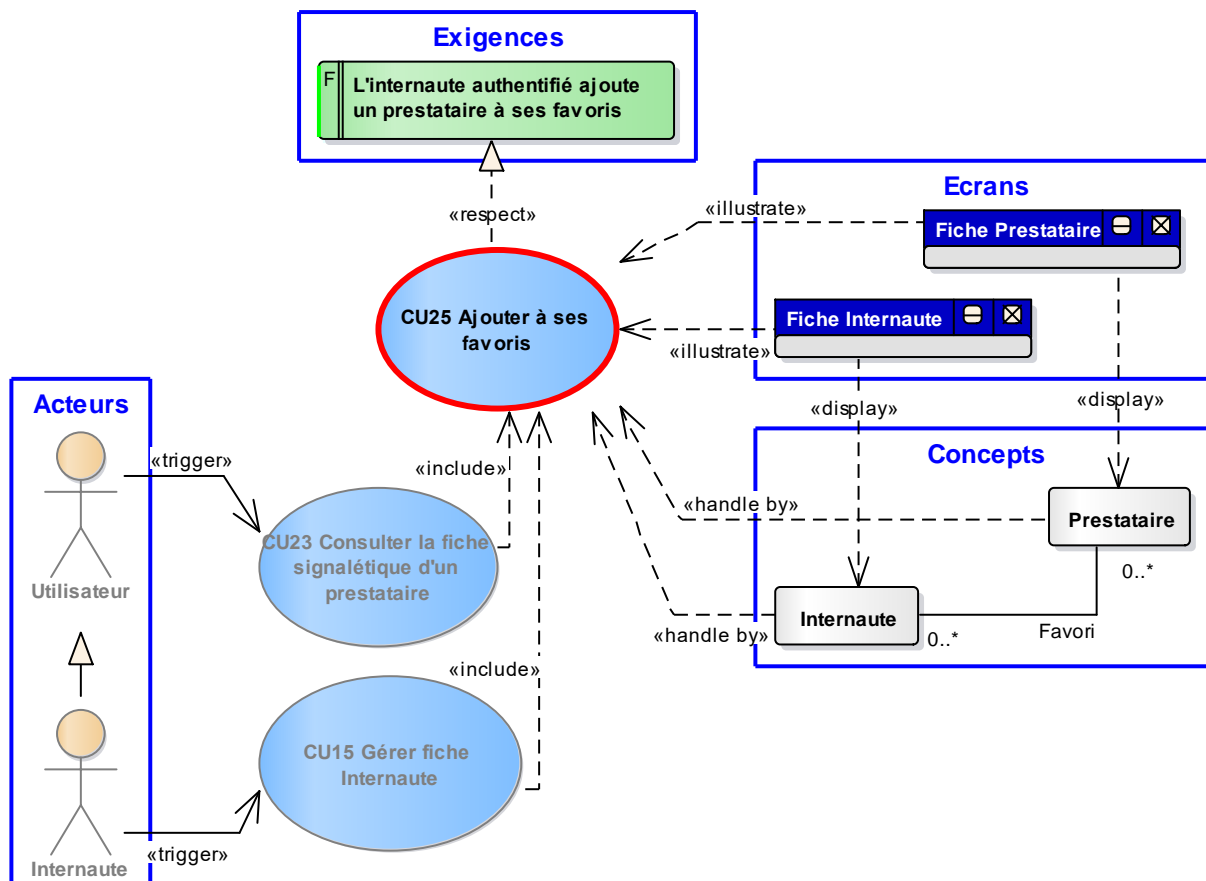 Exigences
F
L'internaute authentifié ajoute
un prestataire à ses favoris
«respect»
Ecrans
«illustrate»
Fiche Prestataire
CU25 Ajouter à ses
favoris
Fiche Internaute
«illustrate»
Acteurs
«display»
«display»
«trigger»
«include»
Concepts
«handle by»
Prestataire
CU23 Consulter la fiche
signalétique d'un
prestataire
Utilisateur
0..*
Internaute
«handle by»
0..*
Favori
«include»
CU15 Gérer fiche
Internaute
«trigger»
Internaute